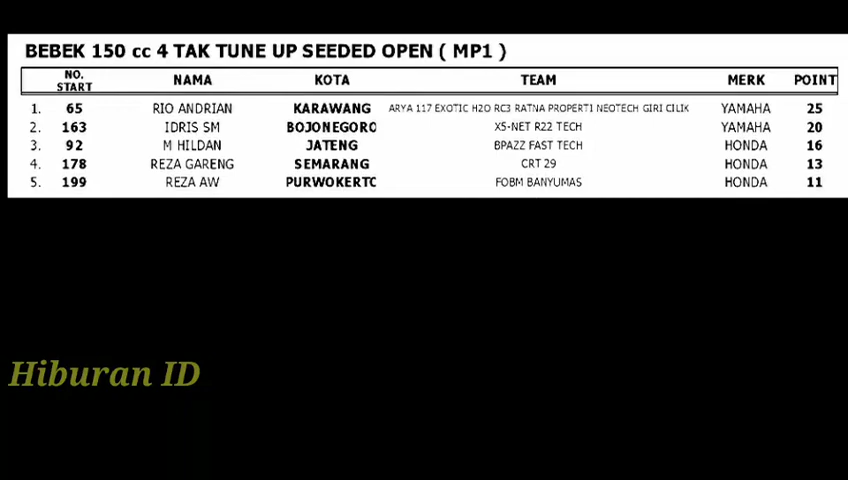 BEBEK 150 cc 4 TAK TUNE UP SEEDED OPEN ( MP1 )
NO. START NAMA KOTA TEAM MERK POINT
1. 65 RIO ANDRIAN KARAWANG ARYA 117 EXOTIC H2O RC3 RATNA PROPERTI NEOTECH GIRI CILIK YAMAHA 25
2. 163 IDRIS SM BOJONEGORO X5-NET R22 TECH YAMAHA 20
3. 92 M HILDAN JATENG BPAZZ FAST TECH HONDA 16
4. 178 REZA GARENG SEMARANG CRT 29 HONDA 13
5. 199 REZA AW PURWOKERTO FOBM BANYUMAS HONDA 11
Hiburan ID